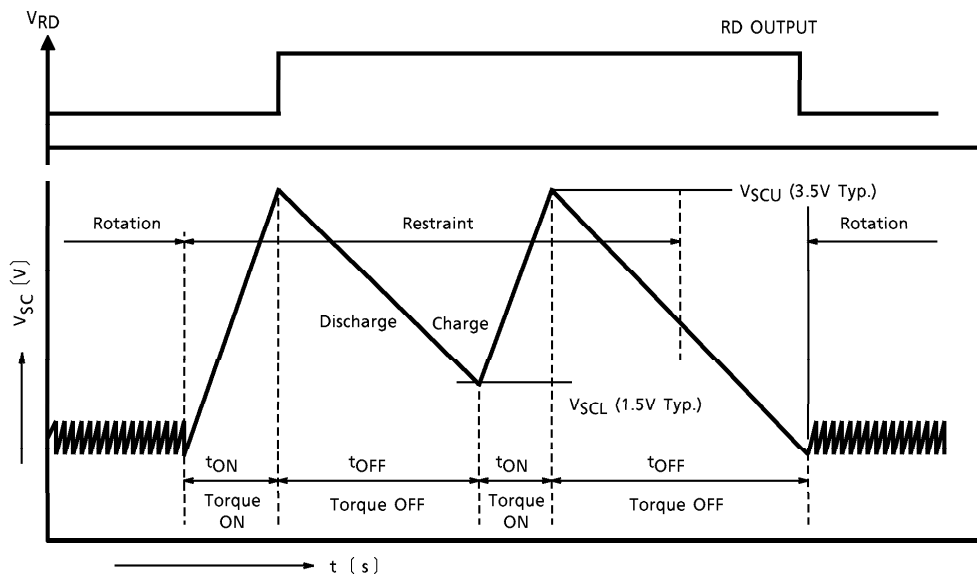 VRD
RD OUTPUT
VSCU (3.5V Typ.)
Rotation
Restraint
Rotation
VSC [V]
Discharge
Charge
VSCL (1.5V Typ.)
tON
tOFF
tON
tOFF
Torque
ON
Torque OFF
Torque
ON
Torque OFF
t [s]